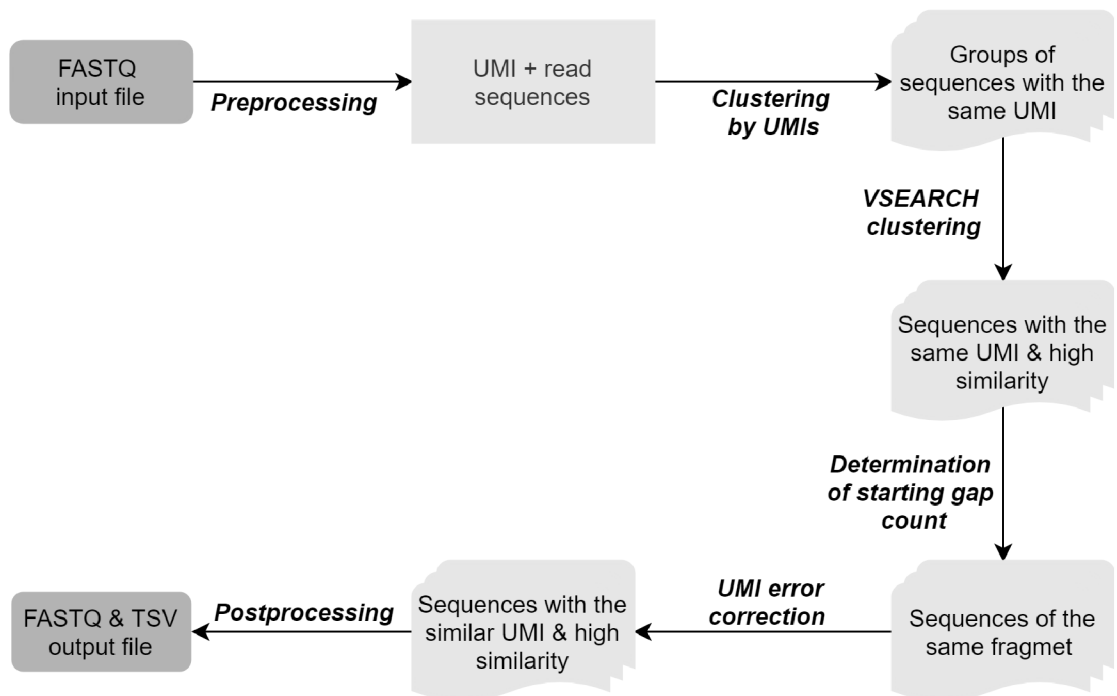 FASTQ
input file
Preprocessing
UMI + read
sequences
Clustering
by UMIs
Groups of
sequences with the
same UMI
VSEARCH
clustering
Sequences with the
same UMI & high
similarity
Determination
of starting gap
count
Sequences of the
same fragmet
UMI error
correction
Sequences with the
similar UMI & high
similarity
Postprocessing
FASTQ & TSV
output file